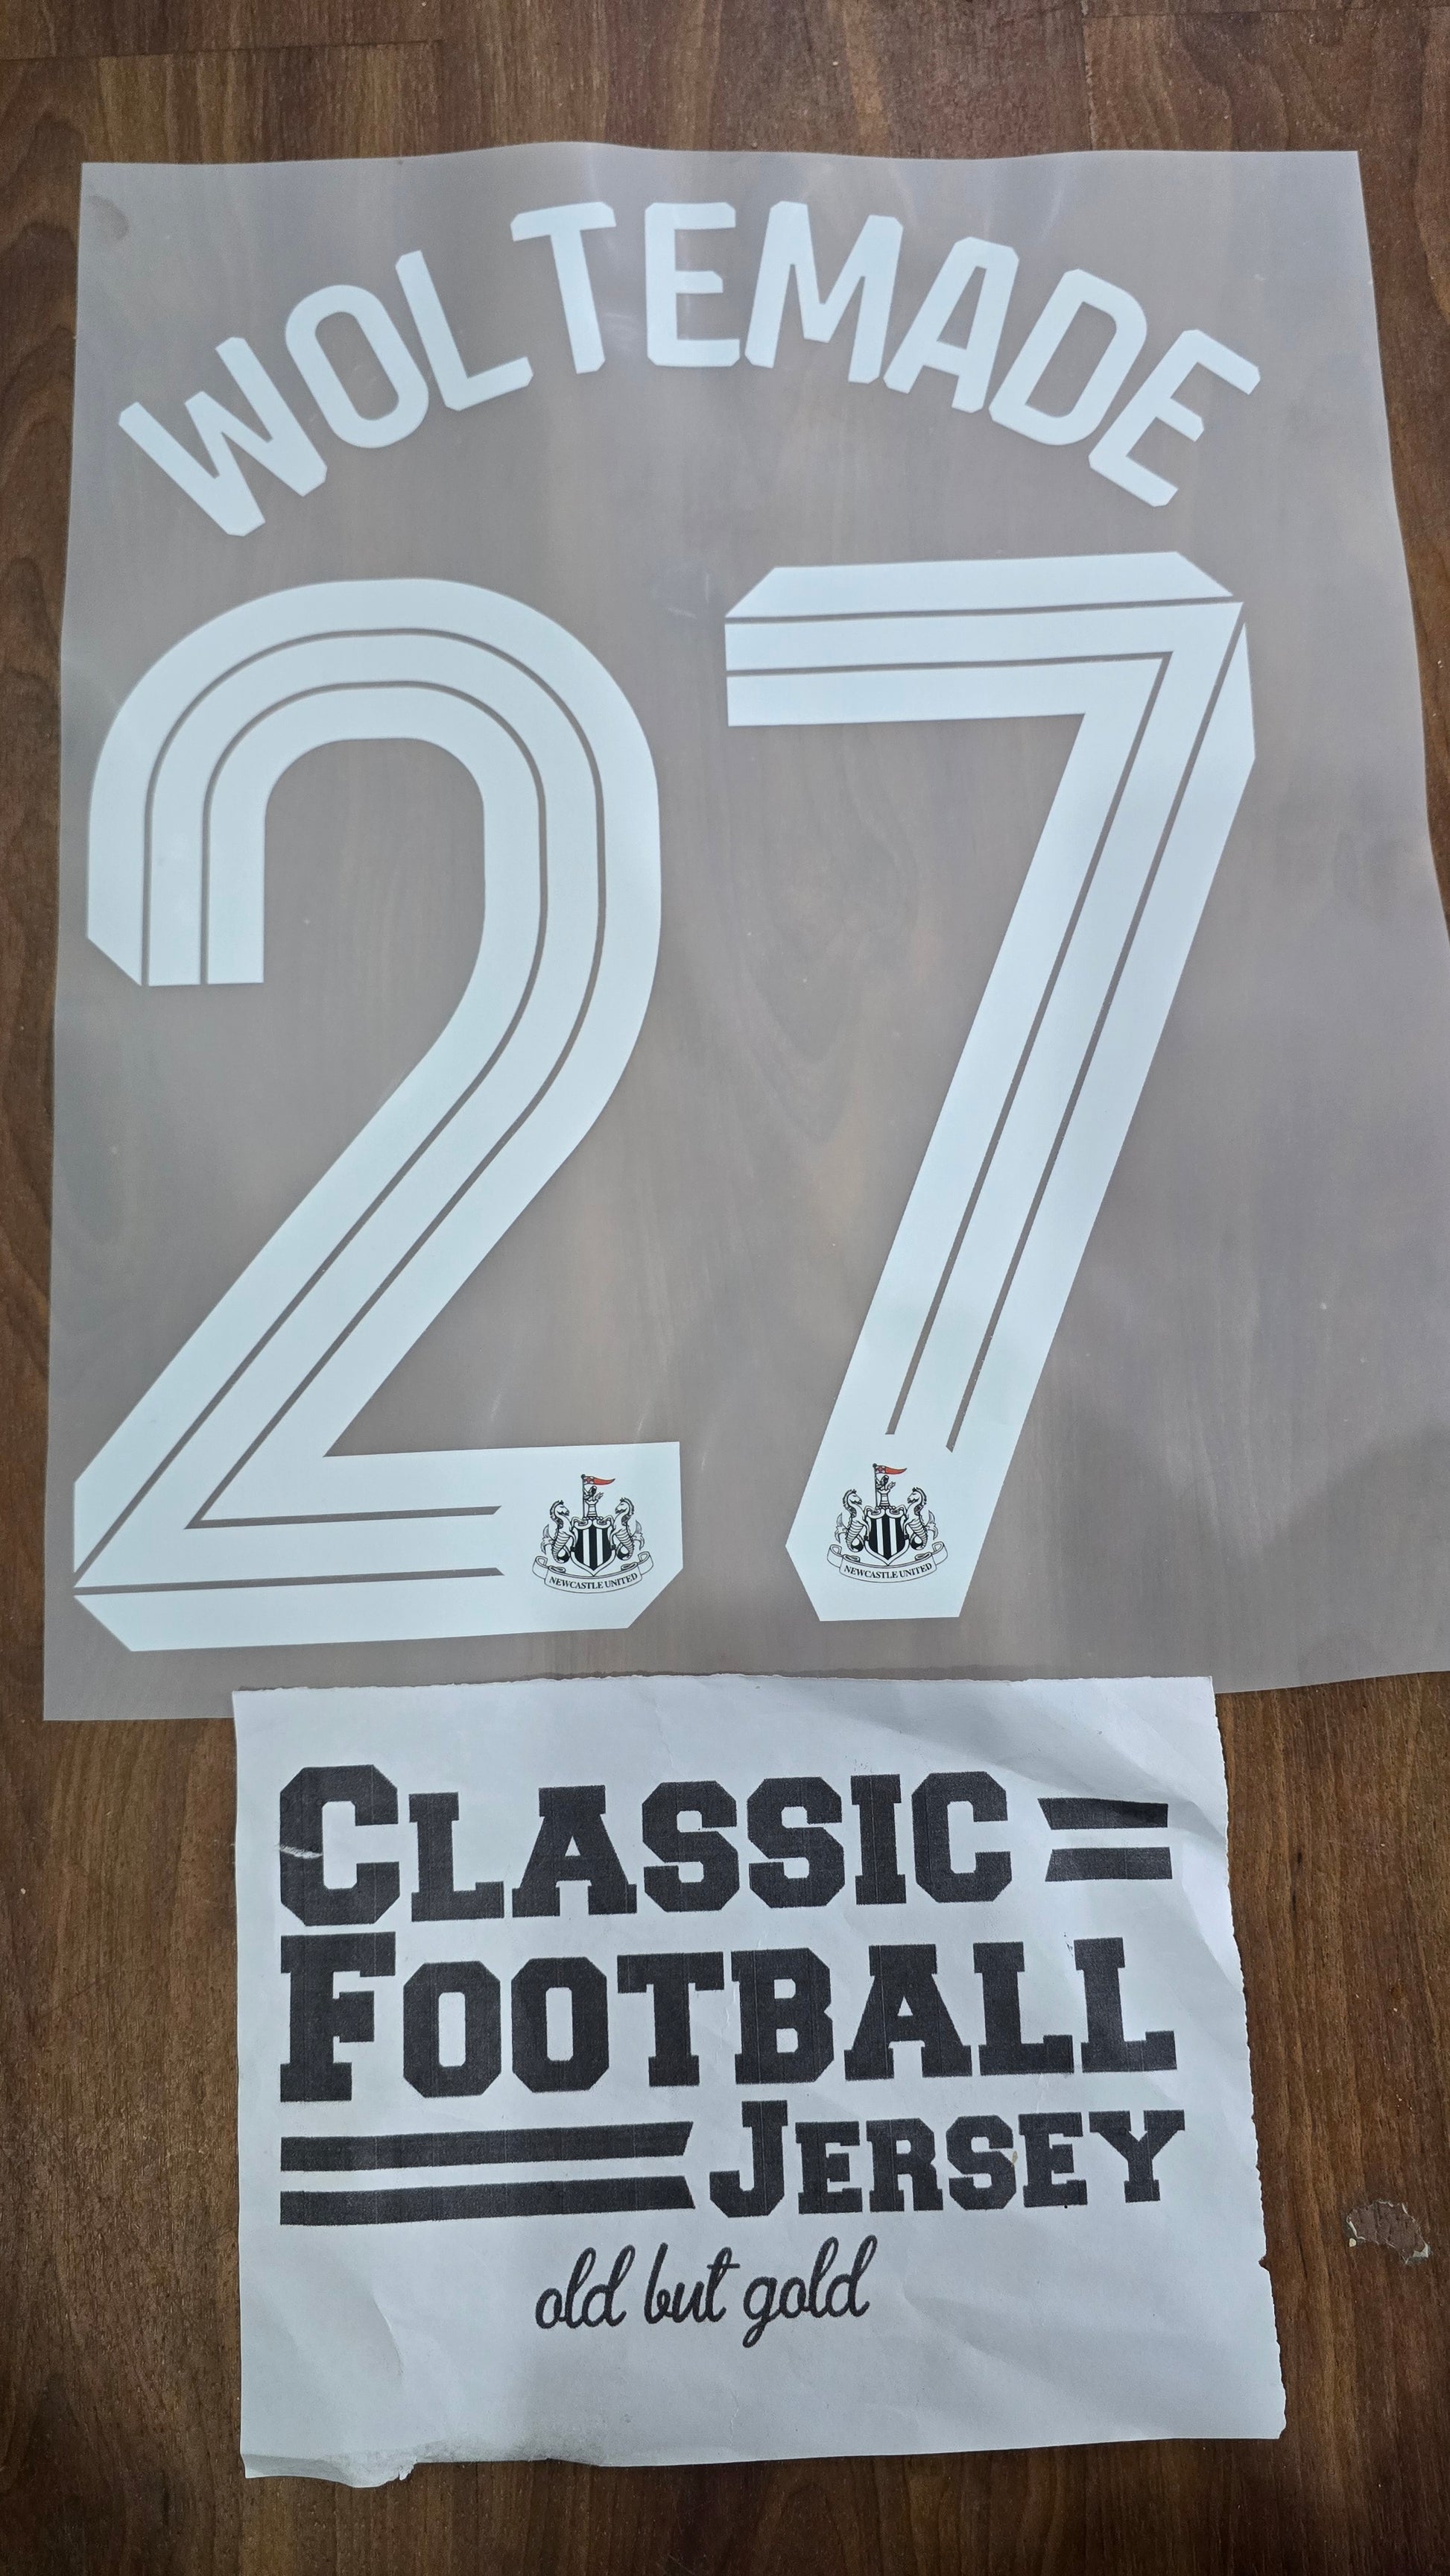 WOLTEMADE
27
NEWCASTLE UNITED
NEWCASTLE UNITED
CLASSIC
FOOTBALL
JERSEY
old but gold